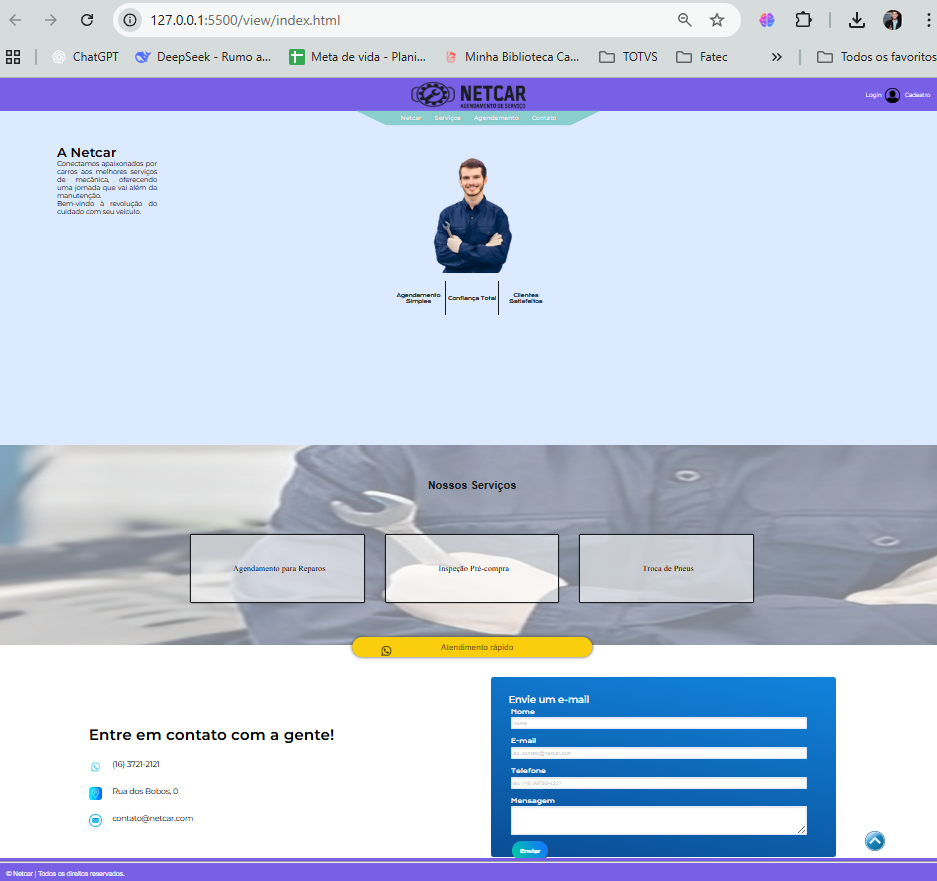 127.0.0.1:5500/view/index.html
ChatGPT
DeepSeek - Rumo a...
Meta de vida - Plani...
Minha Biblioteca Ca...
TOTVS
Fatec
»
Todos os favoritos
NETCAR
AGENDAMENTO DE SERVIÇO
Login
Cadastro
Netcar
Serviços
Agendamento
Contato
A Netcar
Conectamos apaixonados por
carros aos melhores serviços
de mecânica, oferecendo
uma jornada que vai além da
manutenção.
Bem-vindo à revolução do
cuidado com seu veículo.
Agendamento
Simples
Confiança Total
Clientes
Satisfeitos
Nossos Serviços
Agendamento para Reparos
Inspeção Pré-compra
Troca de Pneus
Atendimento rápido
Entre em contato com a gente!
(16) 3721-2121
Rua dos Bobos, 0
contato@netcar.com
Envie um e-mail
Nome
nome
E-mail
ex. contato@netcar.com
Telefone
Mensagem
Enviar
© Netcar | Todos os direitos reservados.